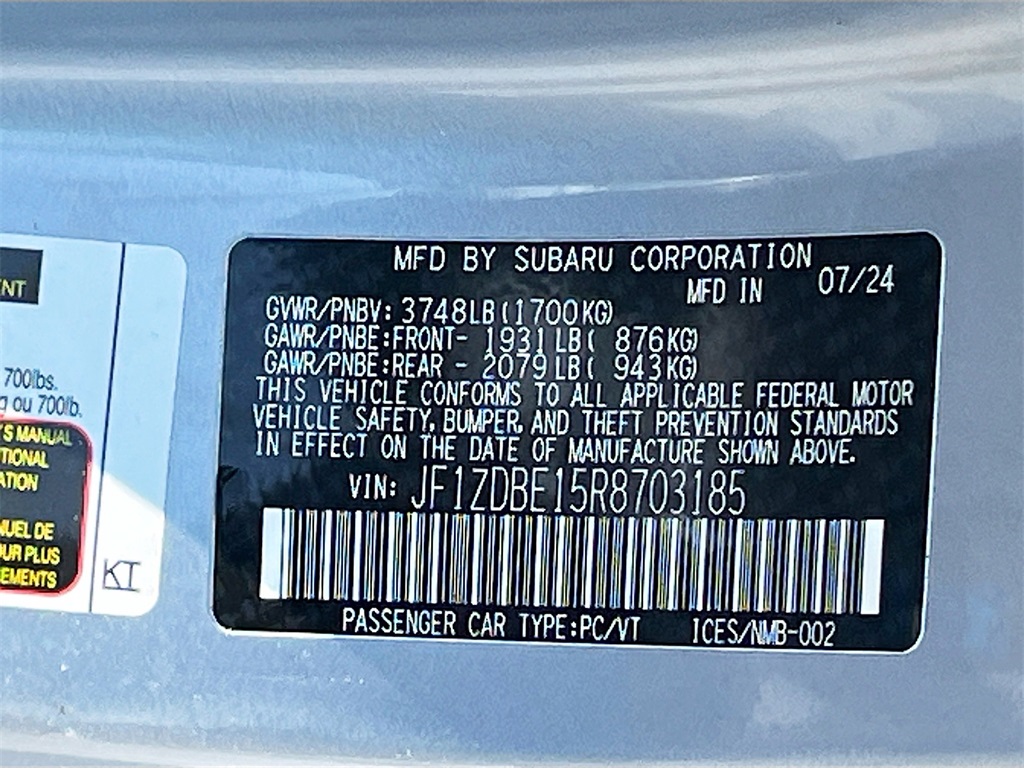 NT
700lbs.
ou 700lb.
'S MANUAL
TIONAL
ATION
NUEL DE
OUR PLUS
EMENTS
KT
MFD BY SUBARU CORPORATION
MFD IN 07/24
GVWR/PNBV: 3748LB(1700KG)
GAWR/PNBE:FRONT- 1931LB( 876KG)
GAWR/PNBE:REAR - 2079LB( 943KG)
THIS VEHICLE CONFORMS TO ALL APPLICABLE FEDERAL MOTOR
VEHICLE SAFETY, BUMPER, AND THEFT PREVENTION STANDARDS
IN EFFECT ON THE DATE OF MANUFACTURE SHOWN ABOVE.
VIN: JF1ZDBE15R8703185
PASSENGER CAR TYPE:PC/VT ICES/NMB-002